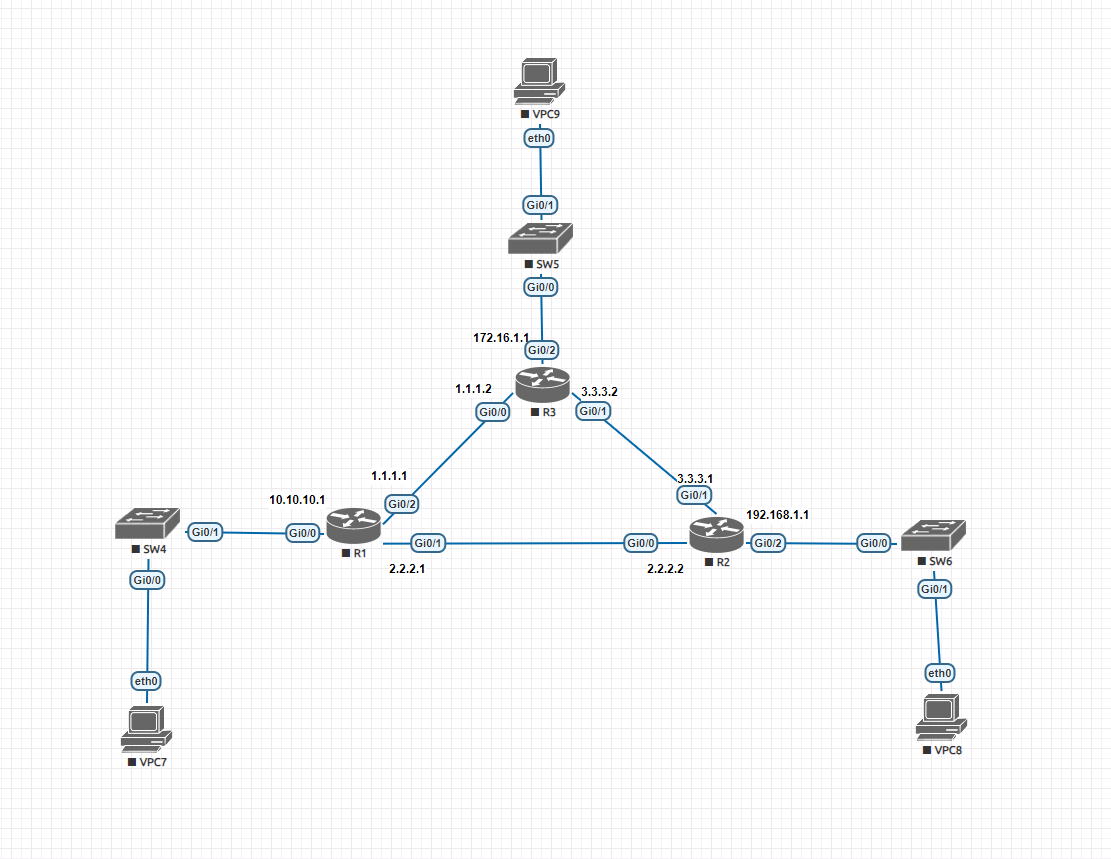 VPC9
eth0
Gi0/1
SW5
Gi0/0
172.16.1.1
Gi0/2
1.1.1.2
3.3.3.2
Gi0/0
R3
Gi0/1
1.1.1.1
3.3.3.1
10.10.10.1
Gi0/2
Gi0/1
192.168.1.1
Gi0/1
Gi0/0
R1
Gi0/1
Gi0/0
R2
Gi0/2
Gi0/0
SW4
SW6
2.2.2.1
2.2.2.2
Gi0/0
Gi0/1
eth0
eth0
VPC7
VPC8